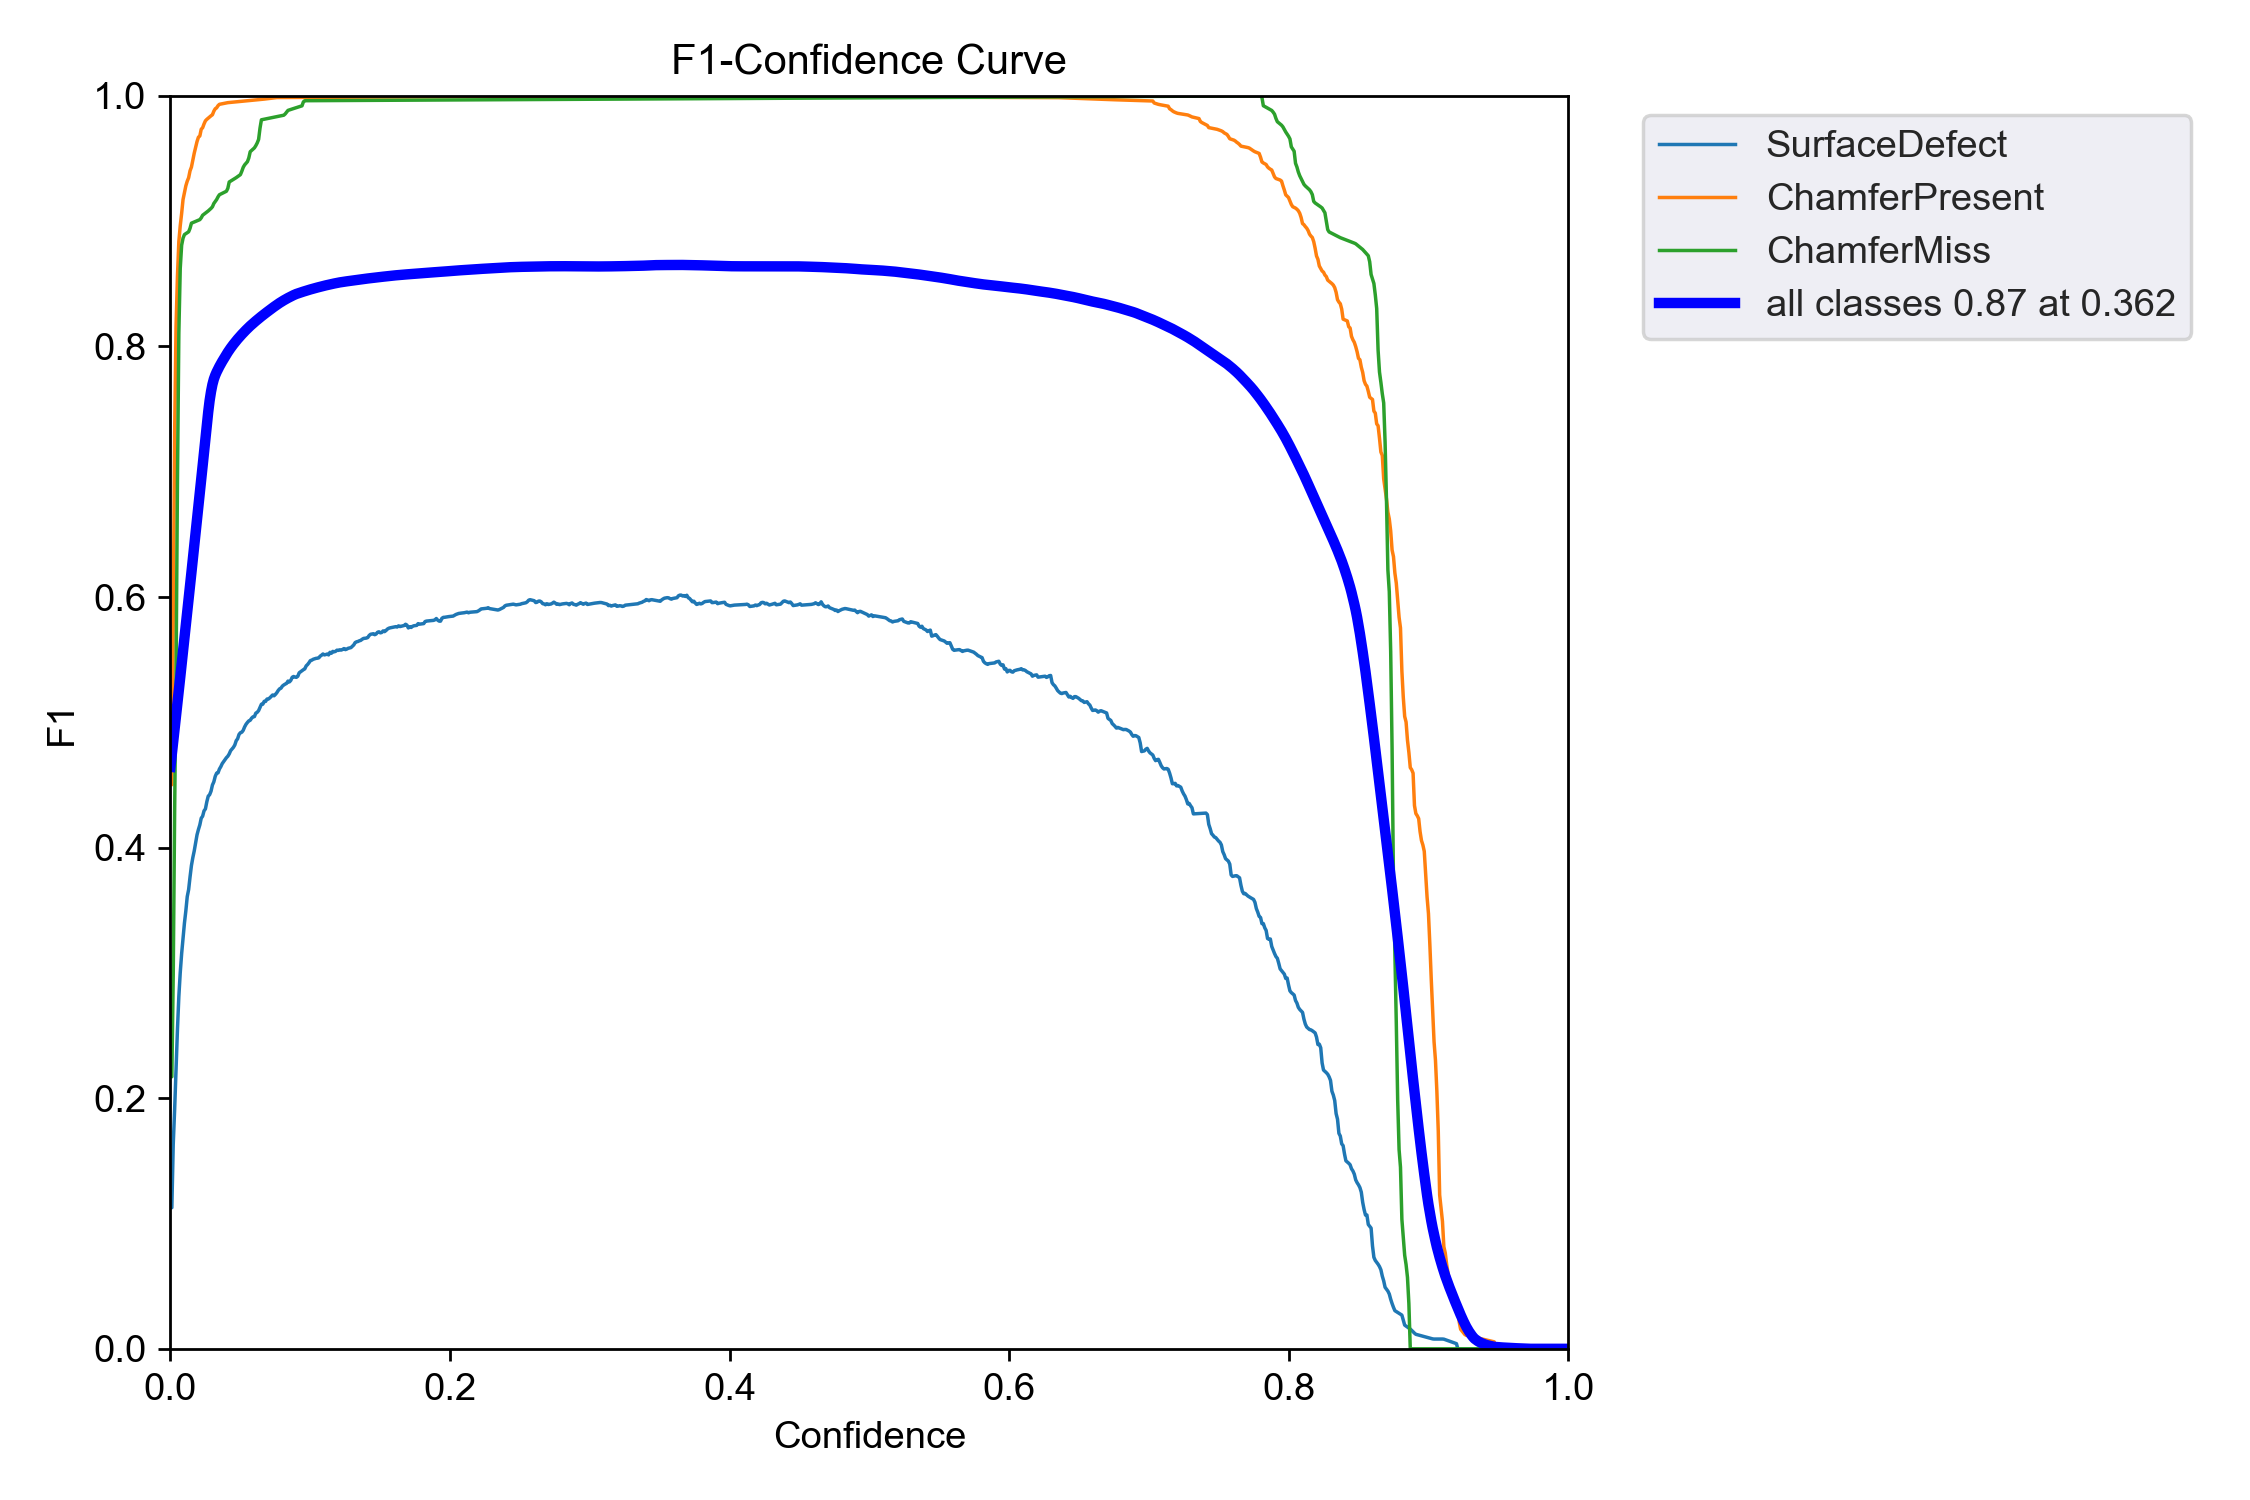 F1-Confidence Curve
1.0
0.8
0.6
0.4
0.2
0.0
F1
0.0 0.2 0.4 0.6 0.8 1.0
Confidence
SurfaceDefect
ChamferPresent
ChamferMiss
all classes 0.87 at 0.362